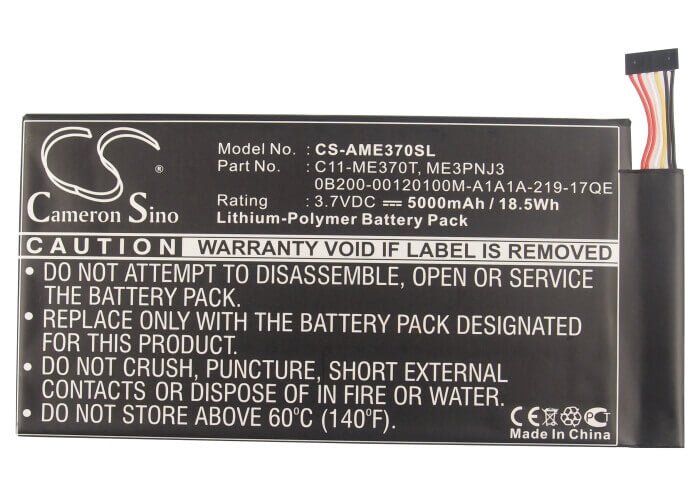 CS
Cameron Sino
Model No. : CS-AME370SL
Part No. : C11-ME370T, ME3PNJ3
0B200-00120100M-A1A1A-219-17QE
3.7VDC ⎓ 5000mAh / 18.5Wh
Lithium-Polymer Battery Pack
CAUTION WARRANTY VOID IF LABEL IS REMOVED
• DO NOT ATTEMPT TO DISASSEMBLE, OPEN OR SERVICE
THE BATTERY PACK.
• REPLACE ONLY WITH THE BATTERY PACK DESIGNATED
FOR THIS EQUIPMENT.
• DO NOT CRUSH, PUNCTURE, SHORT EXTERNAL
CONTACTS OR DISPOSE OF IN FIRE OR WATER
• DO NOT STORE ABOVE 60°C (140°F).
CE
Made In China